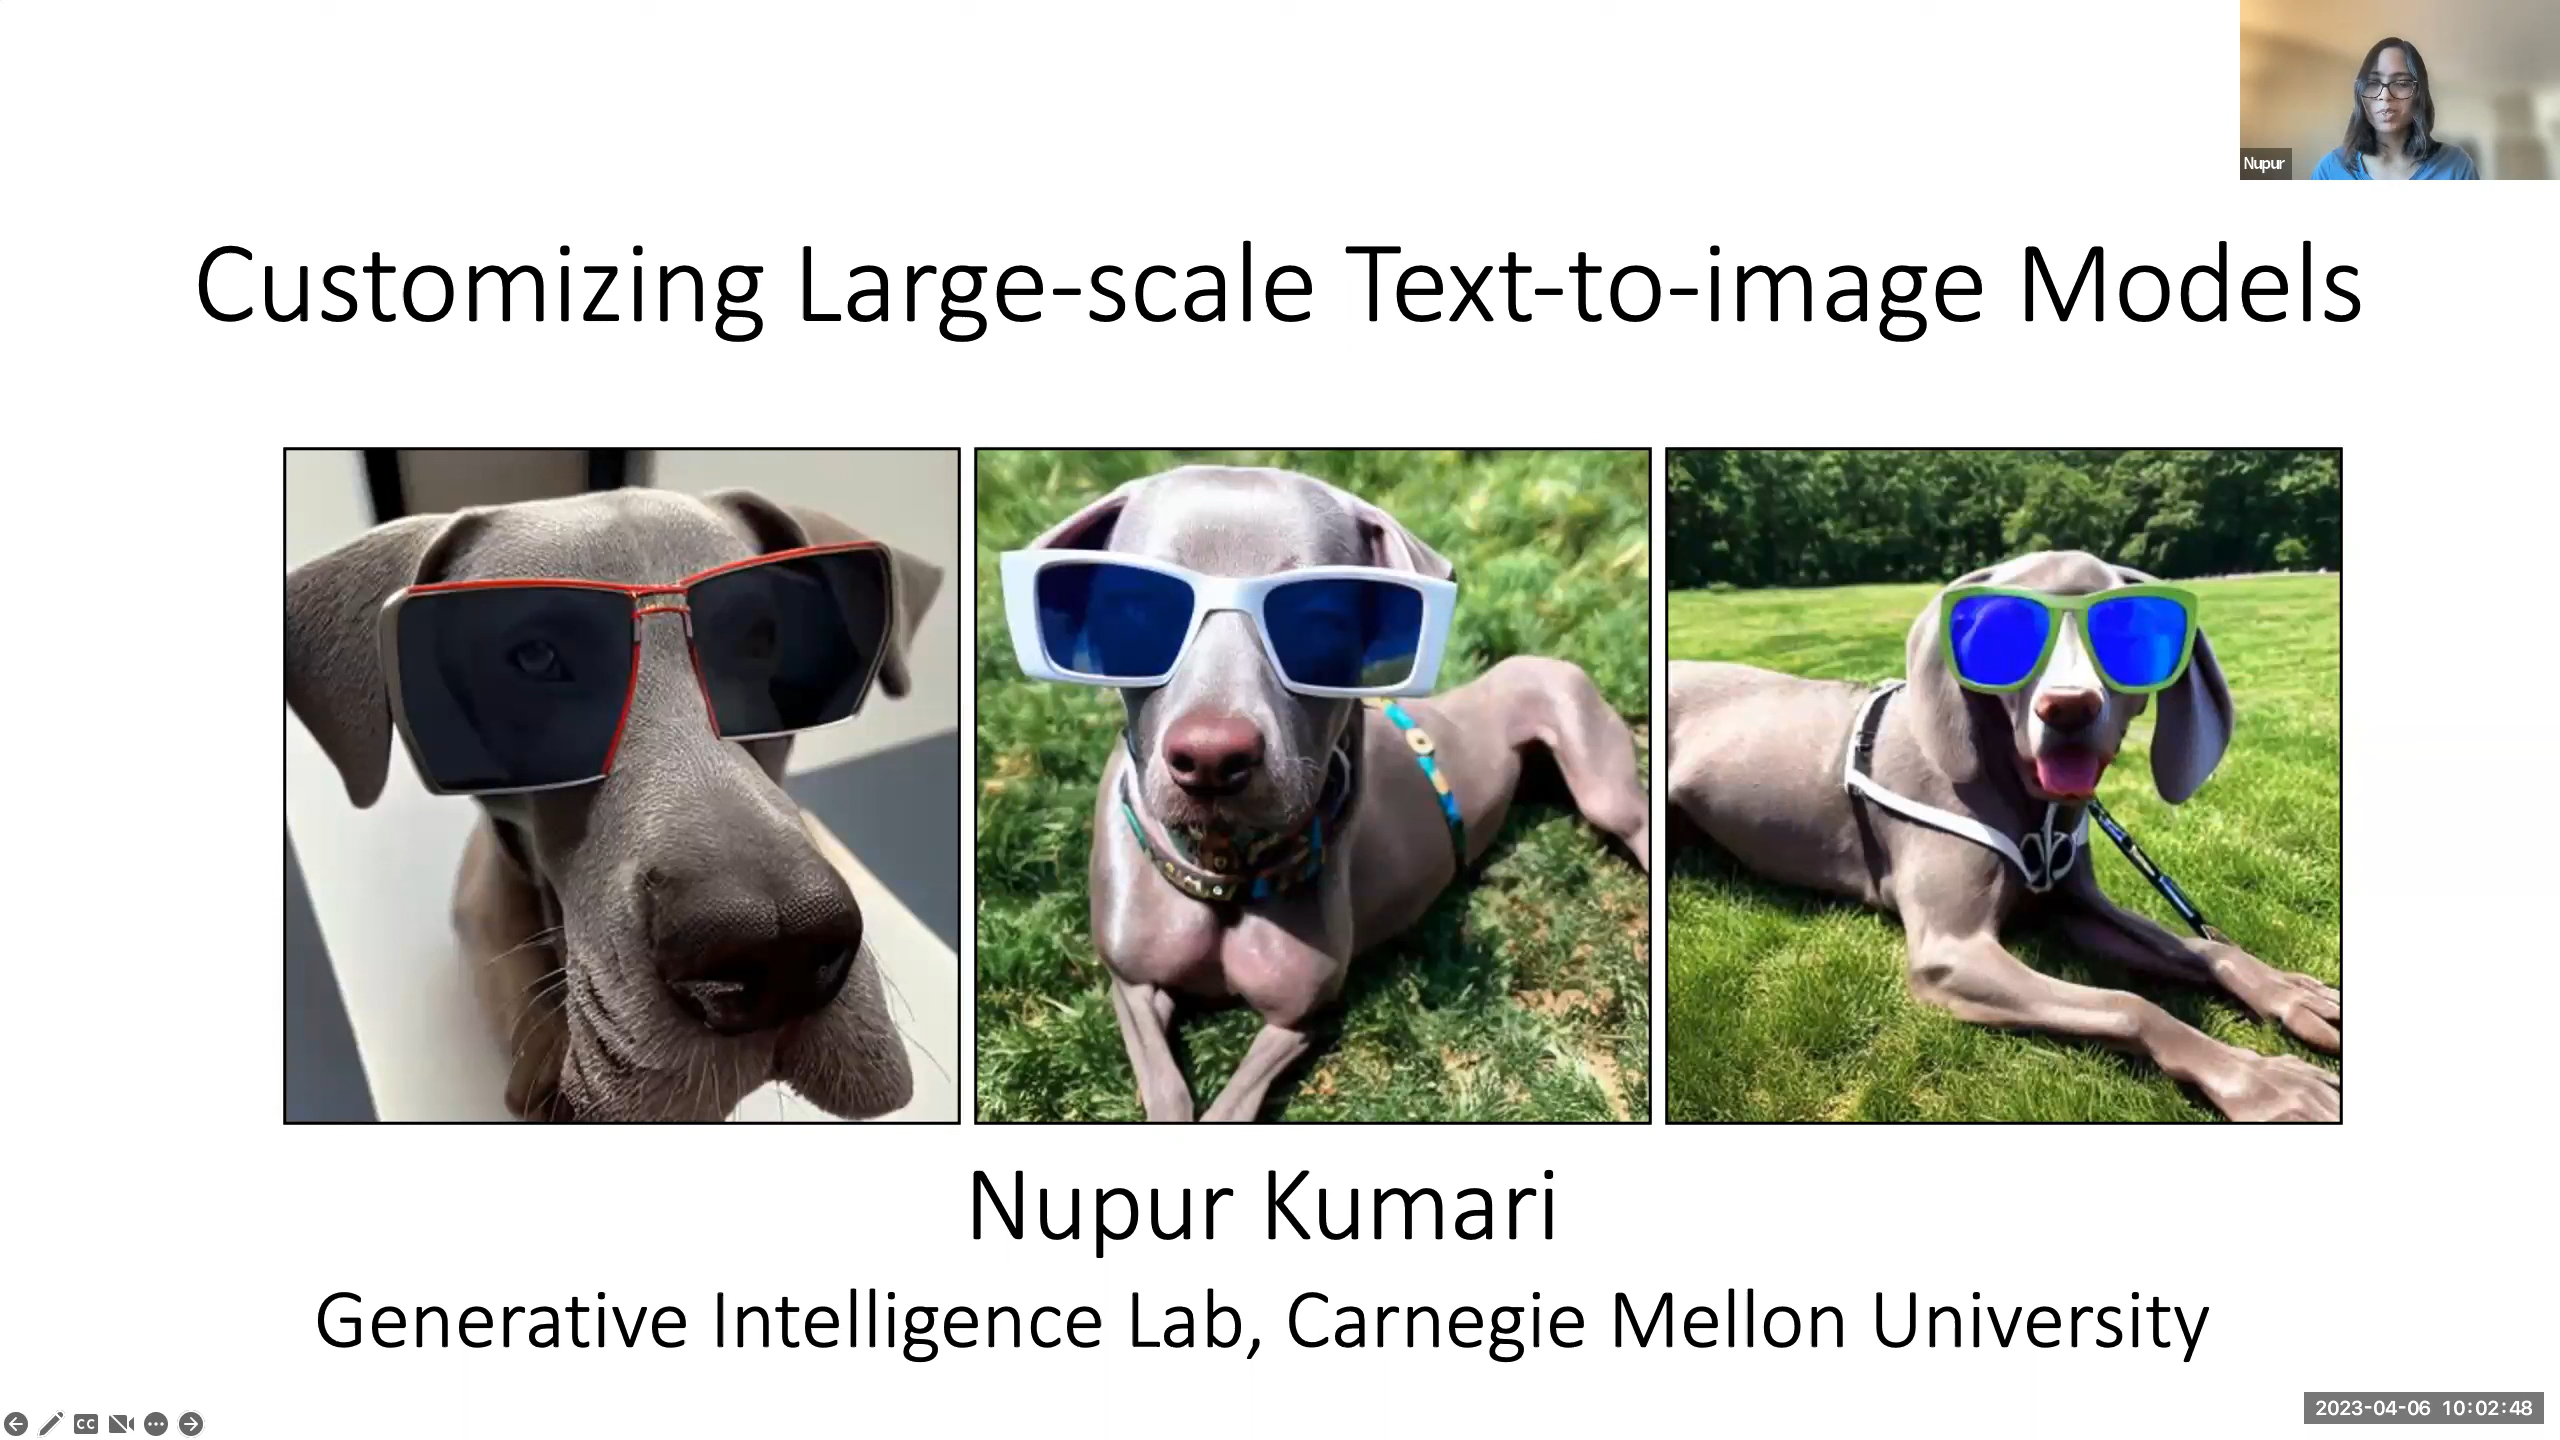 Nupur
Customizing Large-scale Text-to-image Models
Nupur Kumari
Generative Intelligence Lab, Carnegie Mellon University
CC
2023-04-06 10:02:48